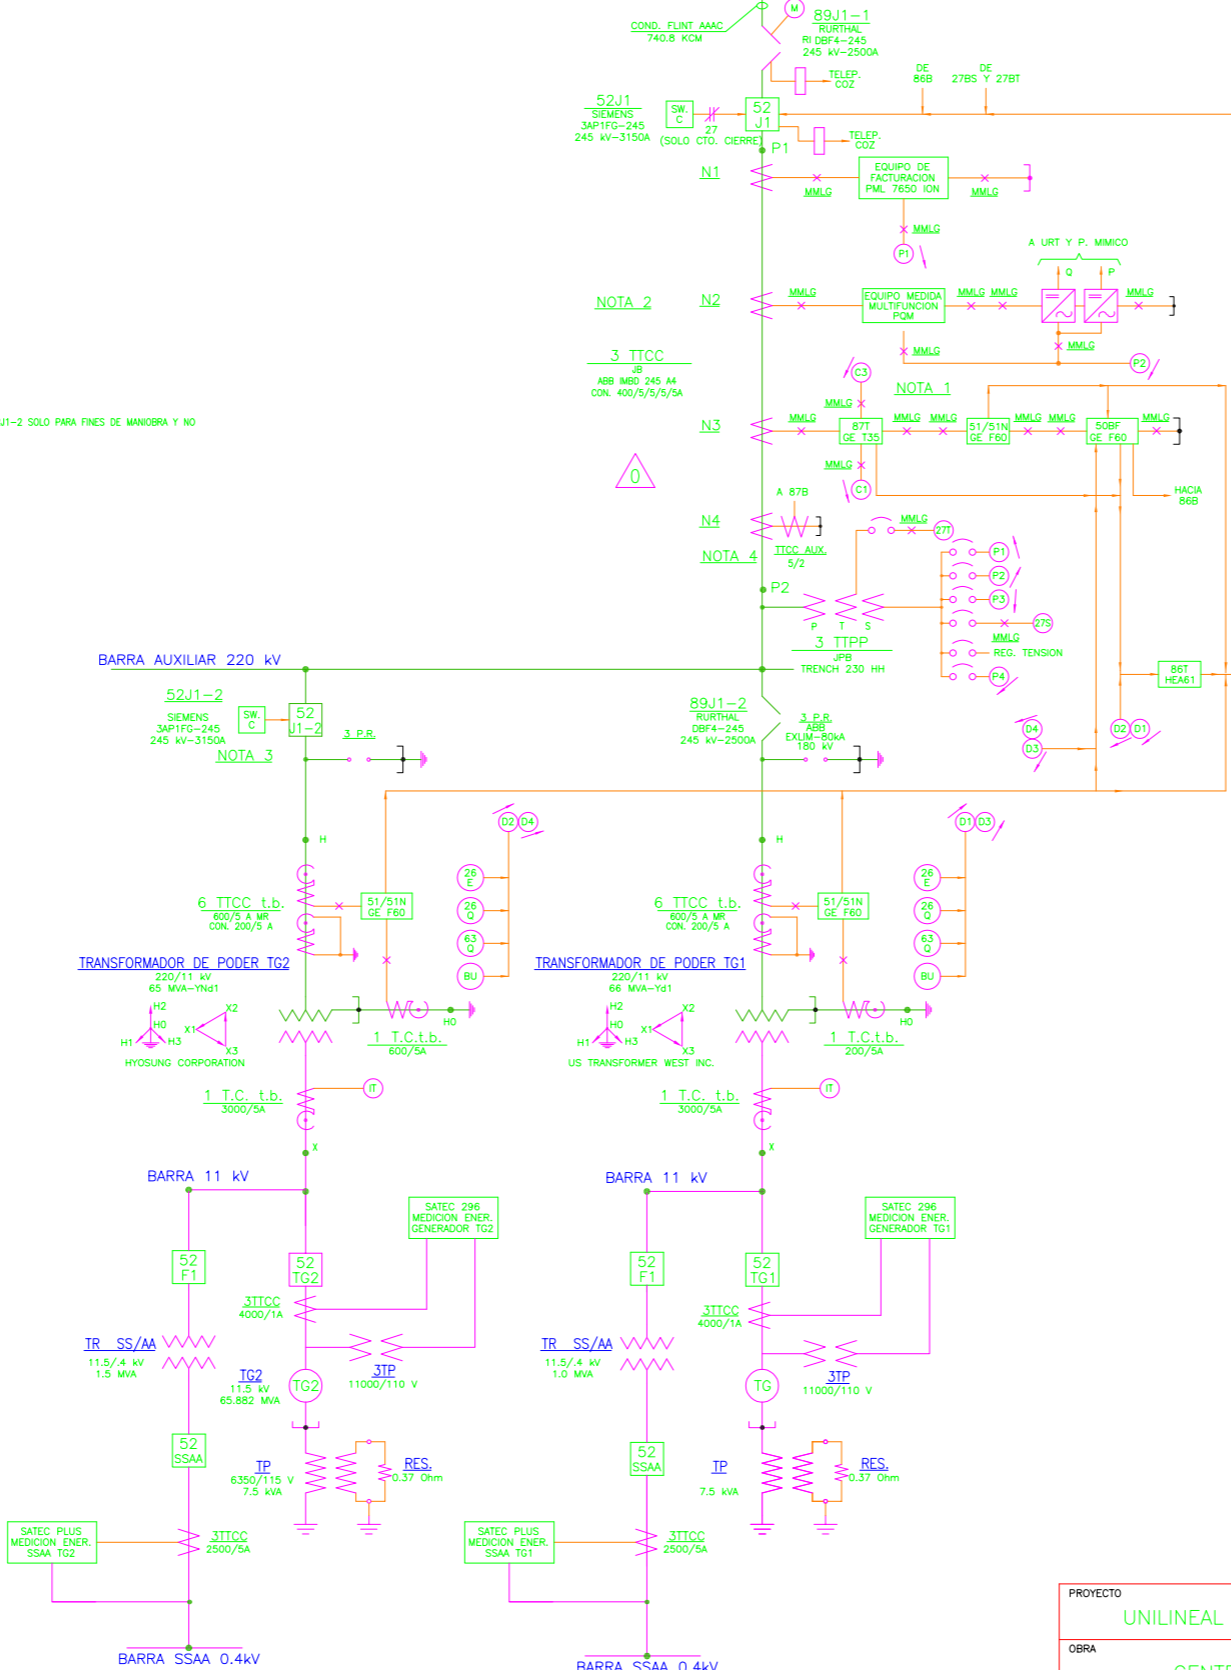 COND. FLINT AAAC
740.8 KCM
M
89J1-1
RURTHAL
RI DBF4-245
245 kV-2500A
TELEP.
COZ
DE
86B
DE
27BS Y 27BT
52J1
SIEMENS
3AP1FG-245
245 kV-3150A
SW.
C
27
(SOLO CTO. CIERRE)
52
J1
TELEP.
COZ
P1
N1
MMLG
EQUIPO DE
FACTURACION
PML 7650 ION
MMLG
MMLG
P1
A URT Y P. MIMICO
Q
P
NOTA 2
N2
MMLG
EQUIPO MEDIDA
MULTIFUNCION
PQM
MMLG
MMLG
MMLG
MMLG
MMLG
P2
3 TTCC
JB
ABB IMBD 245 A4
CON. 400/5/5/5/5A
C3
MMLG
NOTA 1
J1-2 SOLO PARA FINES DE MANIOBRA Y NO
N3
MMLG
87T
GE T35
MMLG
MMLG
51/51N
GE F60
MMLG
MMLG
50BF
GE F60
MMLG
MMLG
C1
0
HACIA
86B
A 87B
N4
TTCC AUX.
5/2
NOTA 4
MMLG
27T
P1
P2
P3
27S
MMLG
REG. TENSION
P4
P2
P
T
S
3 TTPP
JPB
TRENCH 230 HH
86T
HEA61
BARRA AUXILIAR 220 kV
52J1-2
SIEMENS
3AP1FG-245
245 kV-3150A
SW.
C
52
J1-2
NOTA 3
3 P.R.
89J1-2
RURTHAL
DBF4-245
245 kV-2500A
3 P.R.
ABB
EXLIM-80kA
180 kV
D4
D3
D2
D1
H
D2
D4
H
D1
D3
26
E
26
Q
63
Q
BU
26
E
26
Q
63
Q
BU
6 TTCC t.b.
600/5 A MR
CON. 200/5 A
51/51N
GE F60
6 TTCC t.b.
600/5 A MR
CON. 200/5 A
51/51N
GE F60
TRANSFORMADOR DE PODER TG2
220/11 kV
65 MVA-YNd1
H2
H0
H1
H3
X2
X1
X3
HYOSUNG CORPORATION
H0
1 T.C.t.b.
600/5A
TRANSFORMADOR DE PODER TG1
220/11 kV
66 MVA-Yd1
H2
H0
H1
H3
X2
X1
X3
US TRANSFORMER WEST INC.
H0
1 T.C.t.b.
200/5A
1 T.C. t.b.
3000/5A
IT
1 T.C. t.b.
3000/5A
IT
X
X
BARRA 11 kV
BARRA 11 kV
SATEC 296
MEDICION ENER.
GENERADOR TG2
SATEC 296
MEDICION ENER.
GENERADOR TG1
52
F1
52
TG2
52
F1
52
TG1
3TTCC
4000/1A
3TTCC
4000/1A
TR SS/AA
11.5/.4 kV
1.5 MVA
TG2
11.5 kV
65.882 MVA
TG2
3TP
11000/110 V
TR SS/AA
11.5/.4 kV
1.0 MVA
TG
3TP
11000/110 V
52
SSAA
TP
6350/115 V
7.5 kVA
RES.
0.37 Ohm
52
SSAA
TP
7.5 kVA
RES.
0.37 Ohm
SATEC PLUS
MEDICION ENER.
SSAA TG2
3TTCC
2500/5A
SATEC PLUS
MEDICION ENER.
SSAA TG1
3TTCC
2500/5A
BARRA SSAA 0.4kV
BARRA SSAA 0.4kV
PROYECTO
UNILINEAL
OBRA